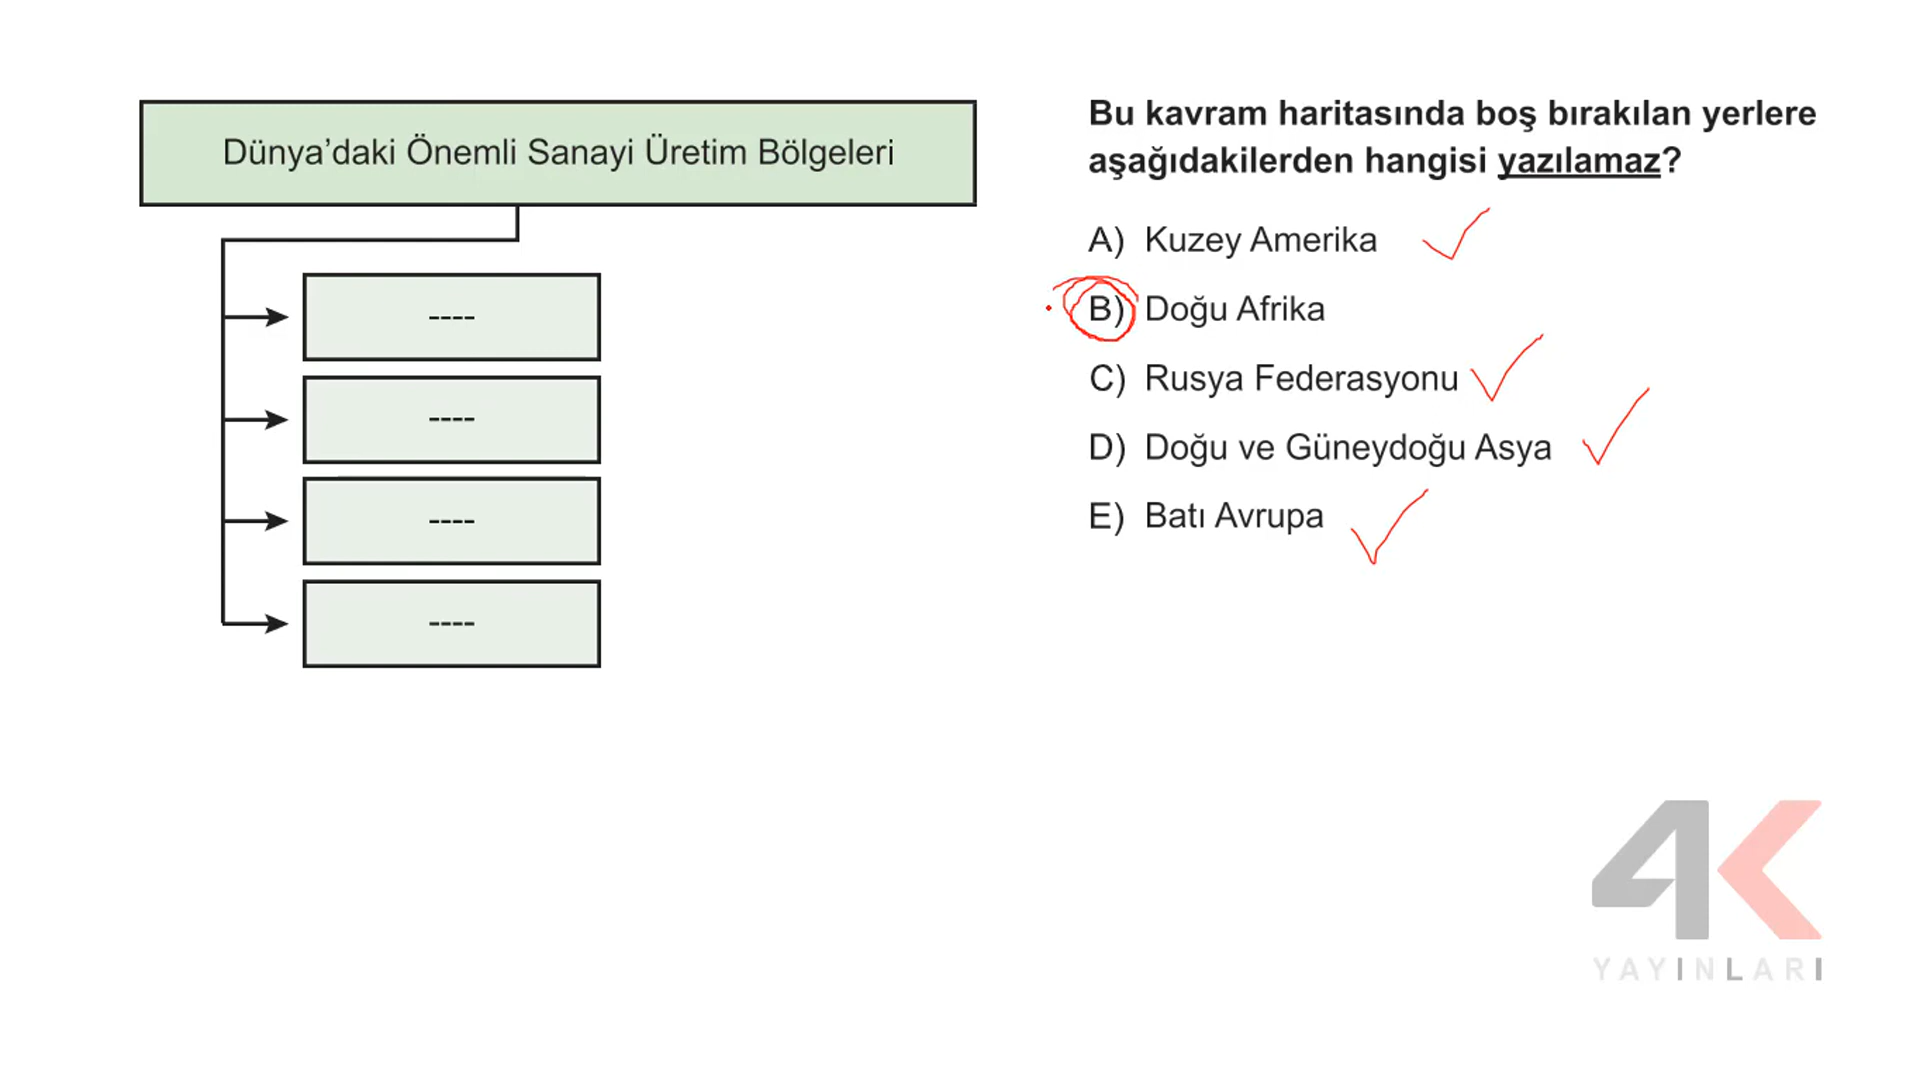 Dünya’daki Önemli Sanayi Üretim Bölgeleri
----
----
----
----
Bu kavram haritasında boş bırakılan yerlere
aşağıdakilerden hangisi yazılamaz?
A) Kuzey Amerika
B) Doğu Afrika
C) Rusya Federasyonu
D) Doğu ve Güneydoğu Asya
E) Batı Avrupa
4K
YAYINLARI